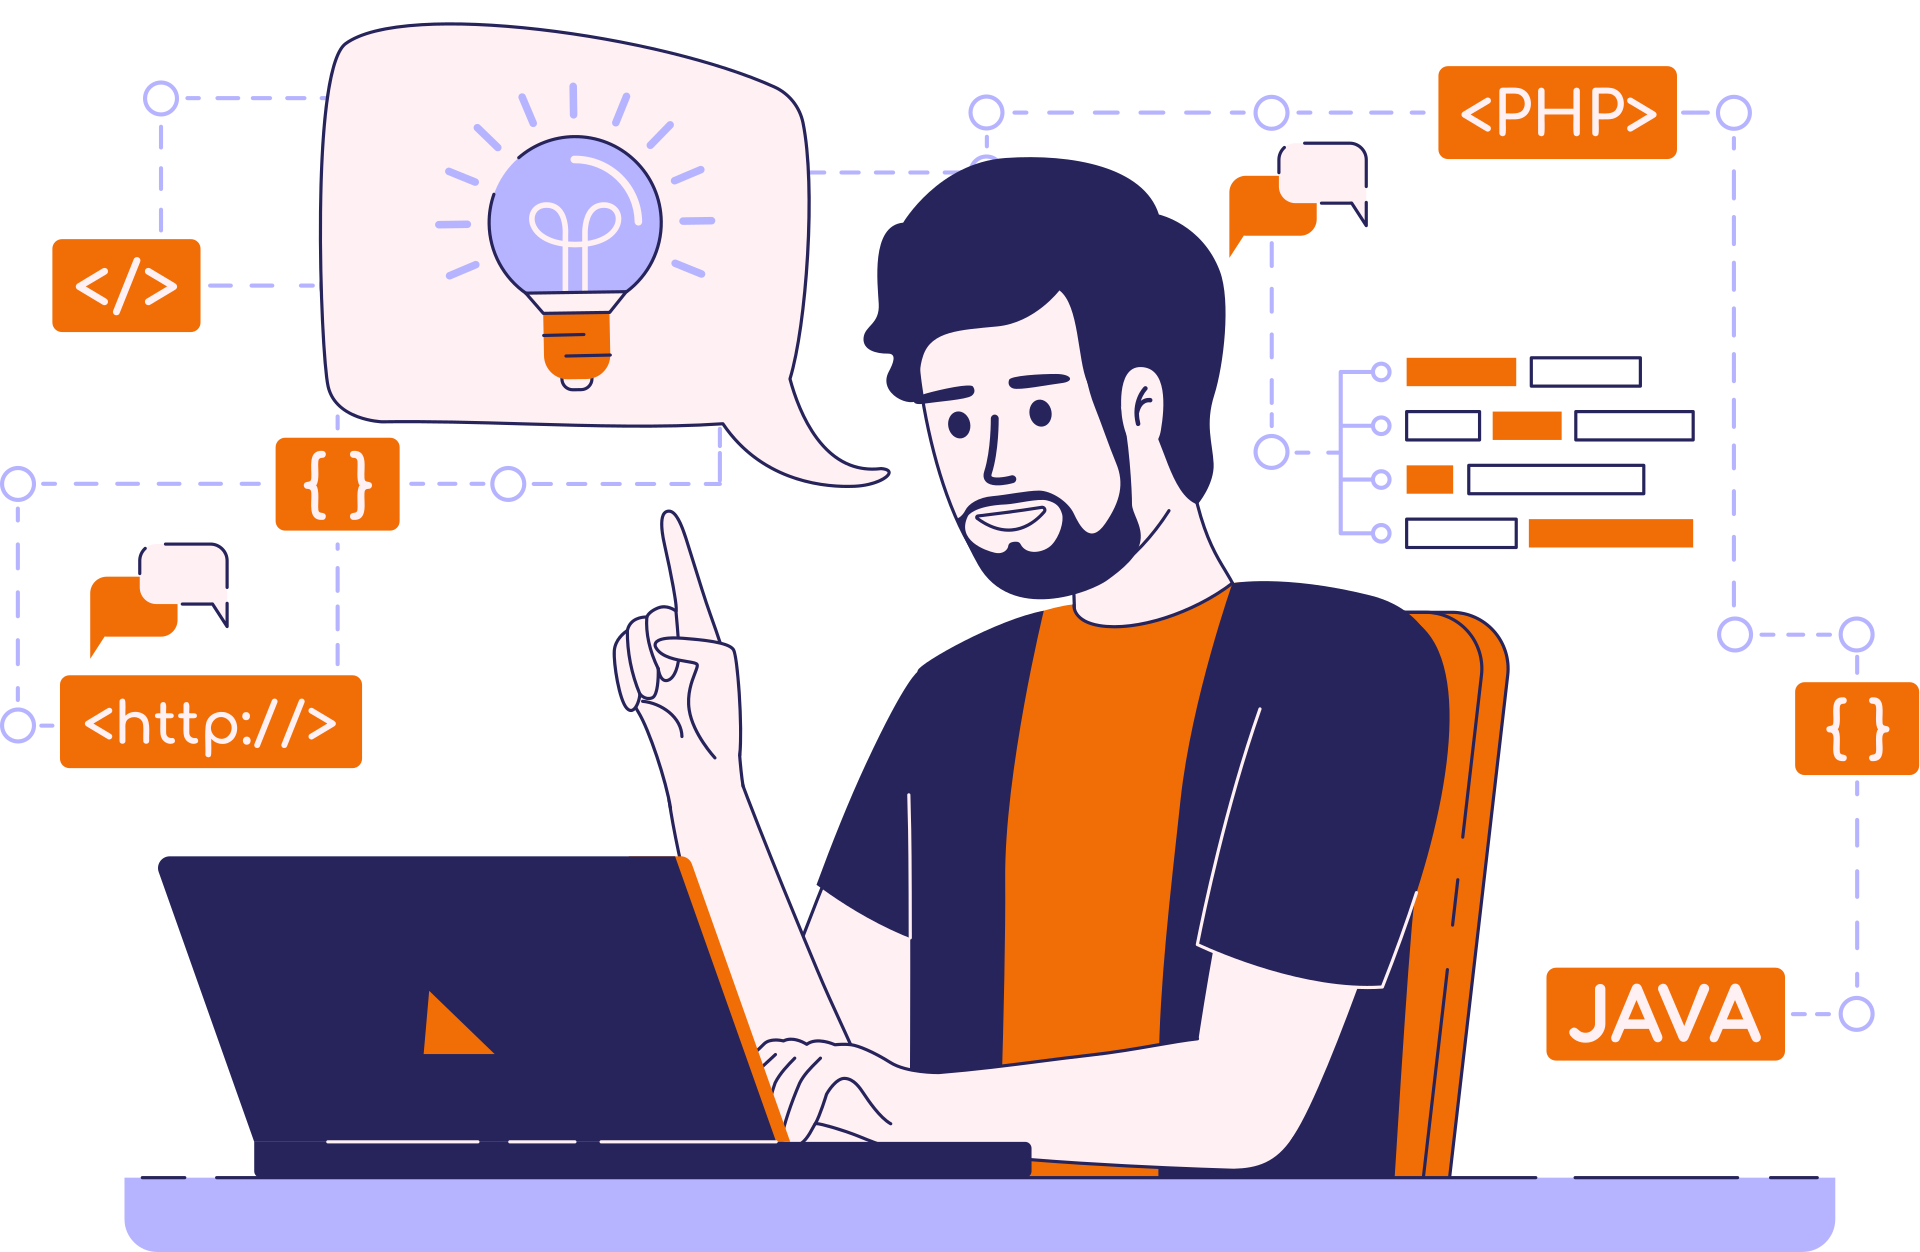 <PHP>
</>
{ }
<http://>
{ }
JAVA